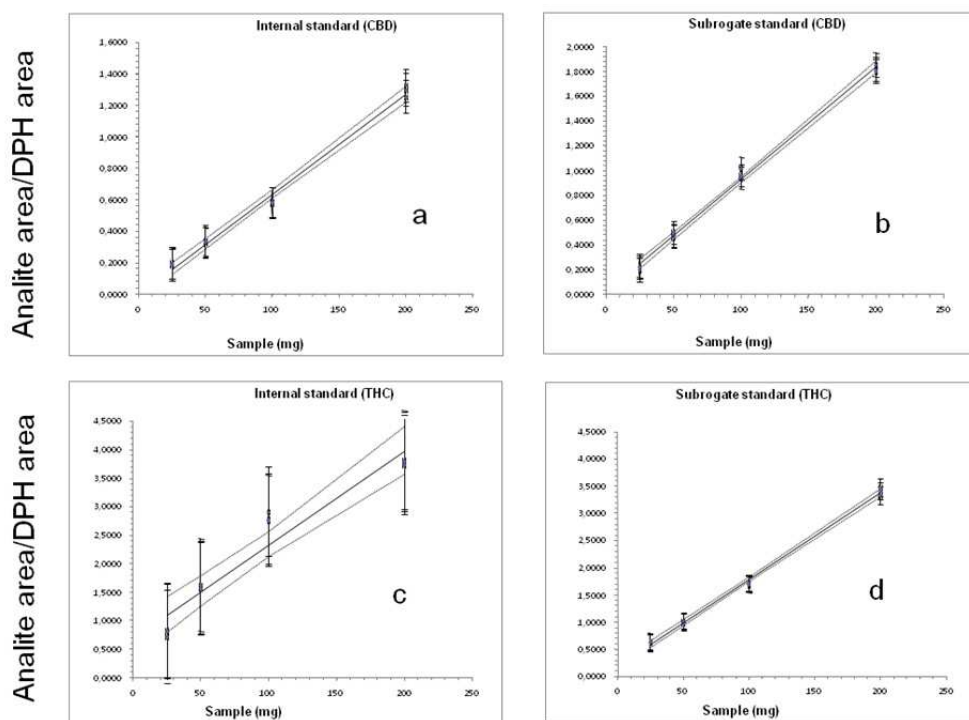 Analite area/DPH area
Internal standard (CBD)
1,6000
1,4000
1,2000
1,0000
0,8000
0,6000
0,4000
0,2000
0,0000
0 50 100 150 200 250
Sample (mg)
a
Subrogate standard (CBD)
2,0000
1,8000
1,6000
1,4000
1,2000
1,0000
0,8000
0,6000
0,4000
0,2000
0,0000
0 50 100 150 200 250
Sample (mg)
b
Analite area/DPH area
Internal standard (THC)
4,5000
4,0000
3,5000
3,0000
2,5000
2,0000
1,5000
1,0000
0,5000
0,0000
0 50 100 150 200 250
Sample (mg)
c
Subrogate standard (THC)
4,5000
4,0000
3,5000
3,0000
2,5000
2,0000
1,5000
1,0000
0,5000
0,0000
0 50 100 150 200 250
Sample (mg)
d